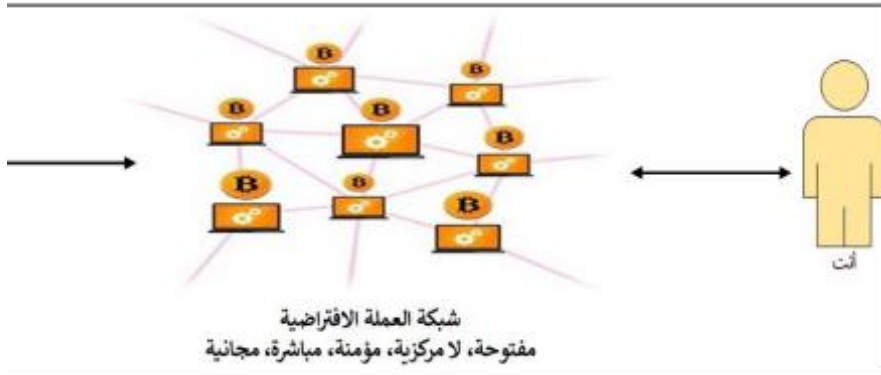 أنت
شبكة العملة الافتراضية
مفتوحة، لا مركزية، مؤمنة، مباشرة، مجانية